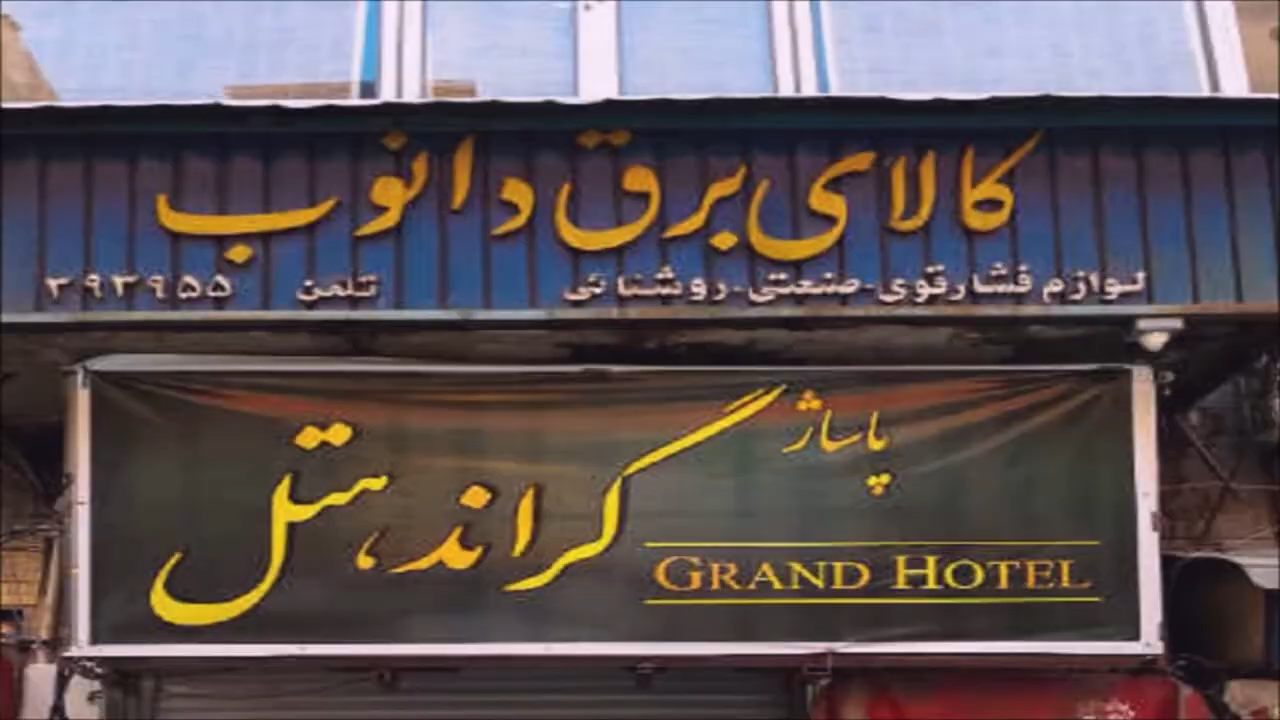 کالای برق دانوب
لوازم فشارقوی-صنعتی-روشنائی تلفن ۳۹۳۹۵۵
پاساژ
گراند هتل
GRAND HOTEL